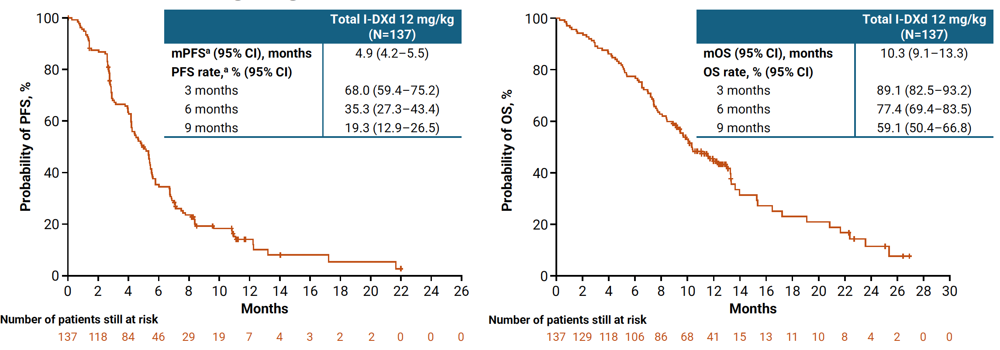 Total I-DXd 12 mg/kg
(N=137)
mPFSᵃ (95% CI), months 4.9 (4.2–5.5)
PFS rate,ᵃ % (95% CI)
3 months 68.0 (59.4–75.2)
6 months 35.3 (27.3–43.4)
9 months 19.3 (12.9–26.5)
Probability of PFS, %
100
80
60
40
20
0
0 2 4 6 8 10 12 14 16 18 20 22 24 26
Months
Number of patients still at risk
137 118 84 46 29 19 7 4 3 2 2 0 0 0
Total I-DXd 12 mg/kg
(N=137)
mOS (95% CI), months 10.3 (9.1–13.3)
OS rate, % (95% CI)
3 months 89.1 (82.5–93.2)
6 months 77.4 (69.4–83.5)
9 months 59.1 (50.4–66.8)
Probability of OS, %
100
80
60
40
20
0
0 2 4 6 8 10 12 14 16 18 20 22 24 26 28 30
Months
Number of patients still at risk
137 129 118 106 86 68 41 15 13 11 10 8 4 2 0 0